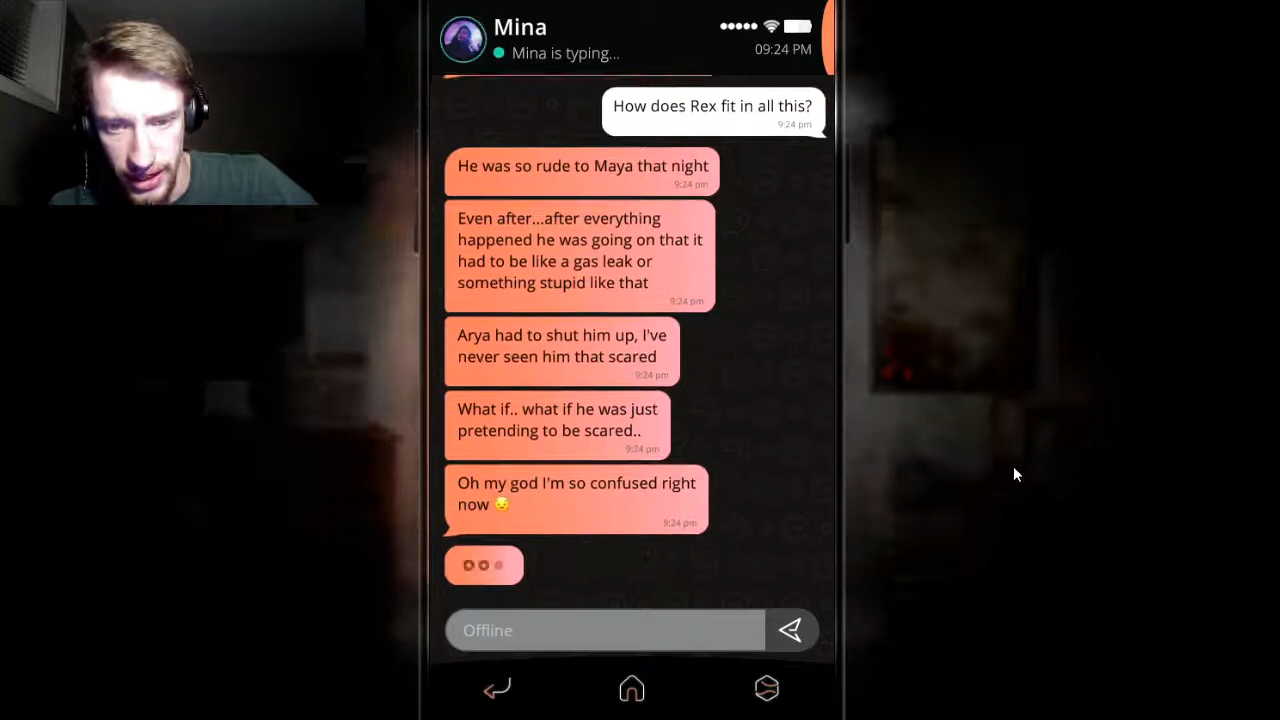 Mina
Mina is typing...
09:24 PM
How does Rex fit in all this?
9:24 pm
He was so rude to Maya that night
9:24 pm
Even after...after everything
happened he was going on that it
had to be like a gas leak or
something stupid like that
9:24 pm
Arya had to shut him up, I've
never seen him that scared
9:24 pm
What if.. what if he was just
pretending to be scared..
9:24 pm
Oh my god I'm so confused right
now 😥
9:24 pm
Offline